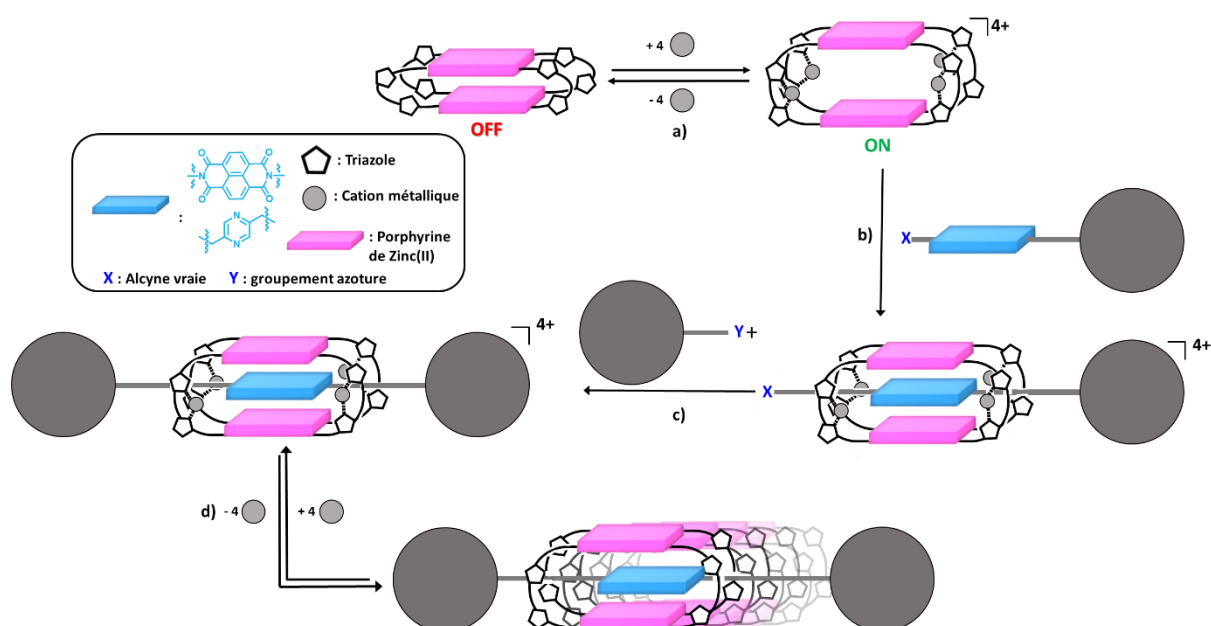 + 4
- 4
a)
OFF
4+
ON
: Triazole
: Cation métallique
:
: Porphyrine
de Zinc(II)
X : Alcyne vraie Y : groupement azoture
O
O
N
N
O
O
N
N
b)
X
Y +
4+
4+
X
c)
d) - 4
+ 4